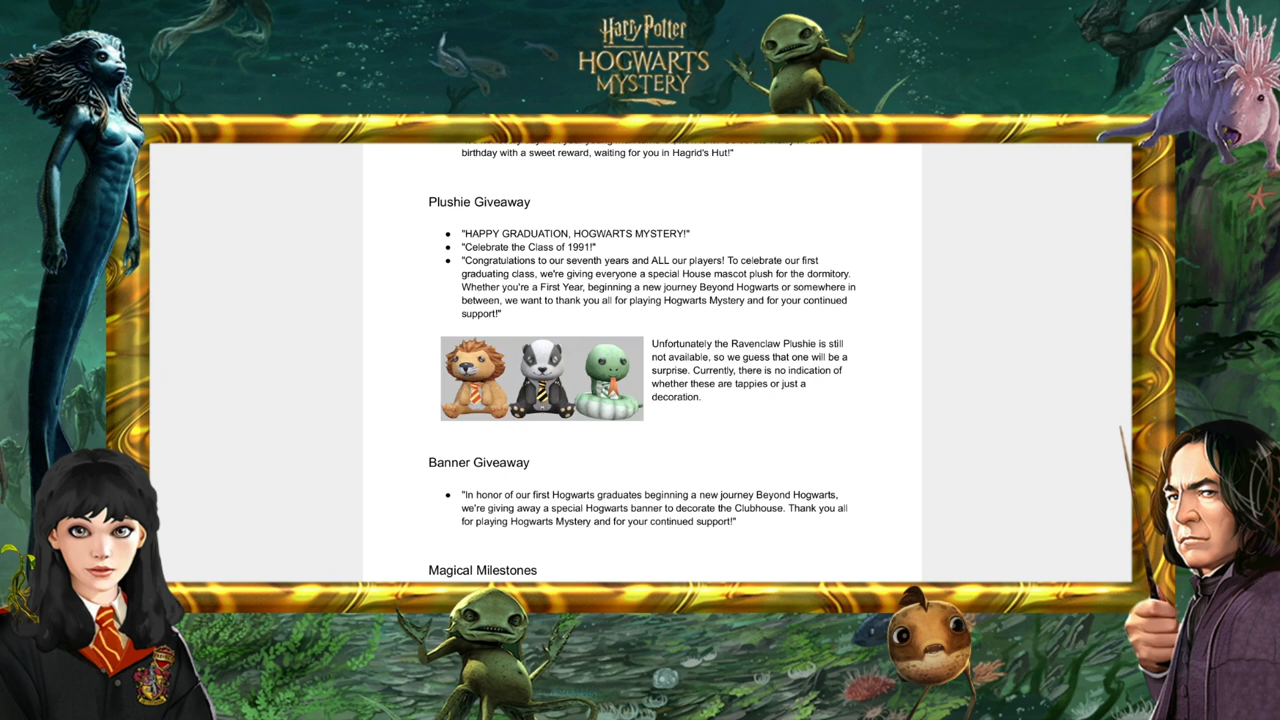 Harry Potter
HOGWARTS
MYSTERY
birthday with a sweet reward, waiting for you in Hagrid's Hut!"
Plushie Giveaway
● "HAPPY GRADUATION, HOGWARTS MYSTERY!"
● "Celebrate the Class of 1991!"
● "Congratulations to our seventh years and ALL our players! To celebrate our first
graduating class, we're giving everyone a special House mascot plush for the dormitory.
Whether you're a First Year, beginning a new journey Beyond Hogwarts or somewhere in
between, we want to thank you all for playing Hogwarts Mystery and for your continued
support!"
Unfortunately the Ravenclaw Plushie is still
not available, so we guess that one will be a
surprise. Currently, there is no indication of
whether these are tappies or just a
decoration.
Banner Giveaway
● "In honor of our first Hogwarts graduates beginning a new journey Beyond Hogwarts,
we're giving away a special Hogwarts banner to decorate the Clubhouse. Thank you all
for playing Hogwarts Mystery and for your continued support!"
Magical Milestones